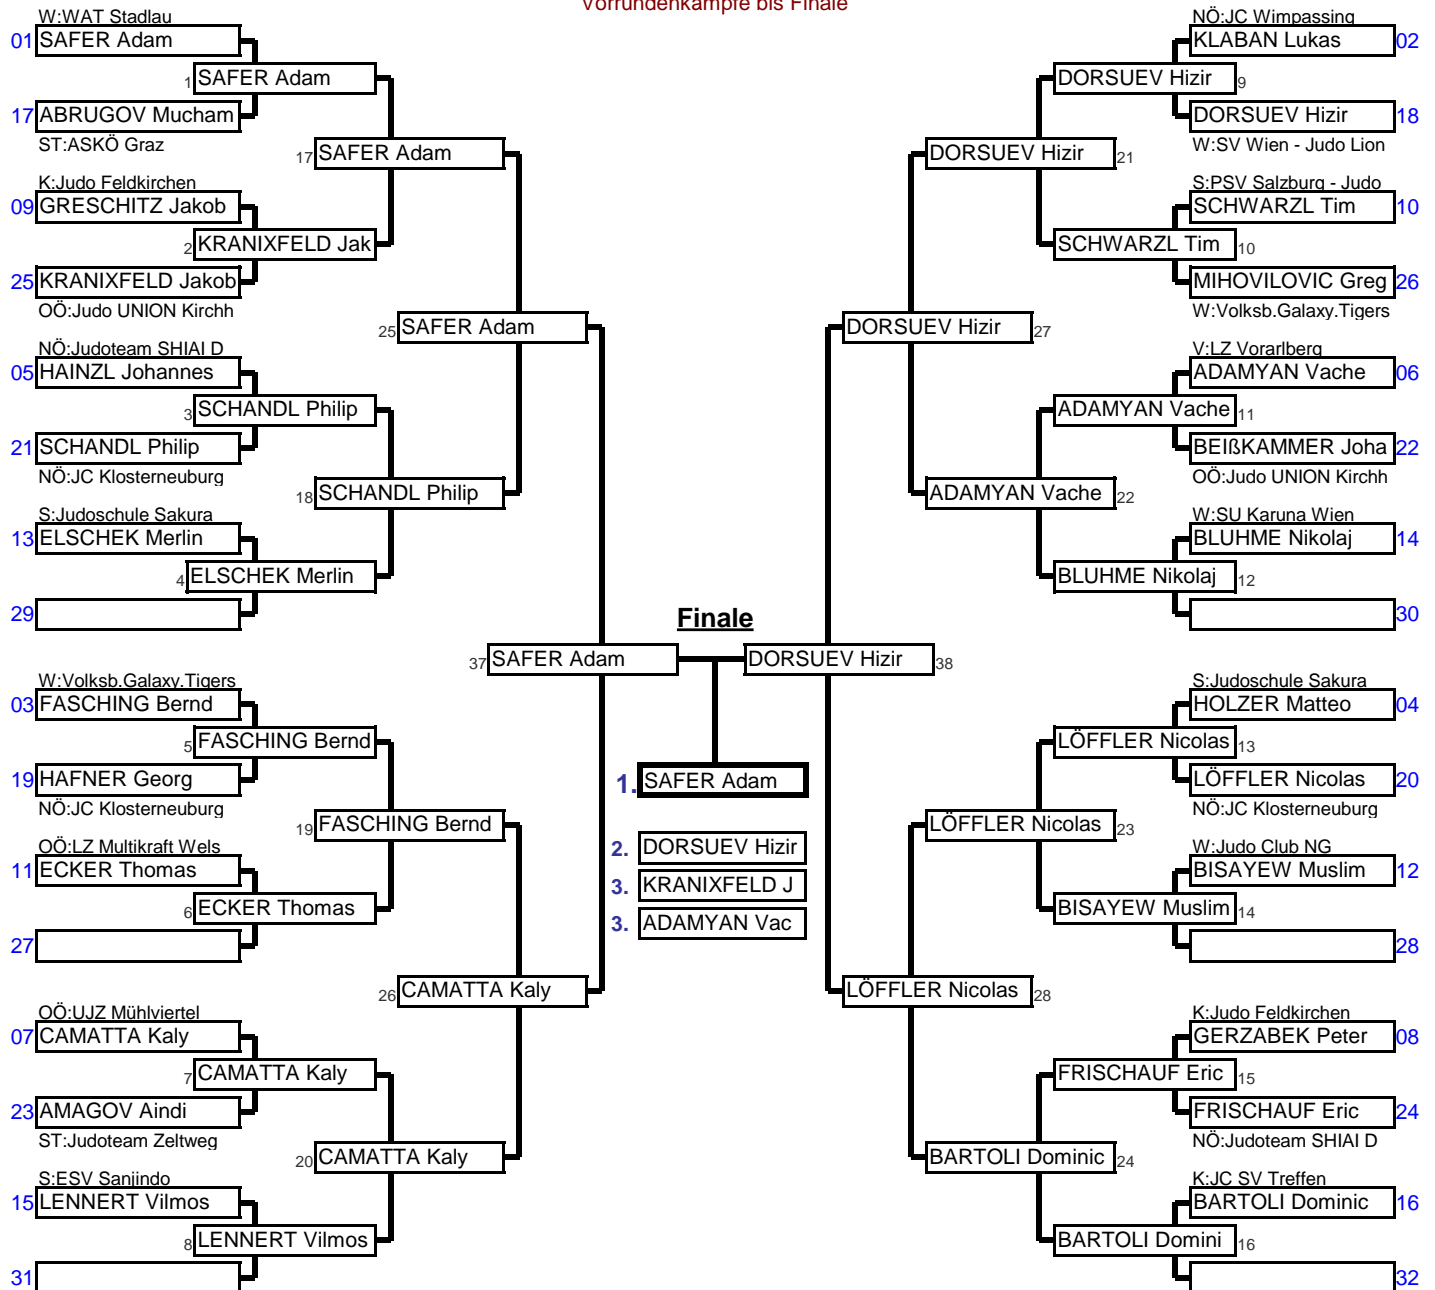 Vorrundenkämpfe bis Finale
W:WAT Stadlau
01 SAFER Adam
1 SAFER Adam
17 ABRUGOV Mucham
ST:ASKÖ Graz
17 SAFER Adam
K:Judo Feldkirchen
09 GRESCHITZ Jakob
2 KRANIXFELD Jak
25 KRANIXFELD Jakob
OÖ:Judo UNION Kirchh
25 SAFER Adam
NÖ:Judoteam SHIAI D
05 HAINZL Johannes
3 SCHANDL Philip
21 SCHANDL Philip
NÖ:JC Klosterneuburg
18 SCHANDL Philip
S:Judoschule Sakura
13 ELSCHEK Merlin
4 ELSCHEK Merlin
29
37 SAFER Adam
W:Volksb.Galaxy.Tigers
03 FASCHING Bernd
5 FASCHING Bernd
19 HAFNER Georg
NÖ:JC Klosterneuburg
19 FASCHING Bernd
OÖ:LZ Multikraft Wels
11 ECKER Thomas
6 ECKER Thomas
27
26 CAMATTA Kaly
OÖ:UJZ Mühlviertel
07 CAMATTA Kaly
7 CAMATTA Kaly
23 AMAGOV Aindi
ST:Judoteam Zeltweg
20 CAMATTA Kaly
S:ESV Sanjindo
15 LENNERT Vilmos
8 LENNERT Vilmos
31
Finale
1. SAFER Adam
2. DORSUEV Hizir
3. KRANIXFELD J
3. ADAMYAN Vac
NÖ:JC Wimpassing
KLABAN Lukas 02
DORSUEV Hizir 9
DORSUEV Hizir 18
W:SV Wien - Judo Lion
DORSUEV Hizir 21
S:PSV Salzburg - Judo
SCHWARZL Tim 10
SCHWARZL Tim 10
MIHOVILOVIC Greg 26
W:Volksb.Galaxy.Tigers
DORSUEV Hizir 27
V:LZ Vorarlberg
ADAMYAN Vache 06
ADAMYAN Vache 11
BEIßKAMMER Joha 22
OÖ:Judo UNION Kirchh
ADAMYAN Vache 22
W:SU Karuna Wien
BLUHME Nikolaj 14
BLUHME Nikolaj 12
30
DORSUEV Hizir 38
S:Judoschule Sakura
HOLZER Matteo 04
LÖFFLER Nicolas 13
LÖFFLER Nicolas 20
NÖ:JC Klosterneuburg
LÖFFLER Nicolas 23
W:Judo Club NG
BISAYEW Muslim 12
BISAYEW Muslim 14
28
LÖFFLER Nicolas 28
K:Judo Feldkirchen
GERZABEK Peter 08
FRISCHAUF Eric 15
FRISCHAUF Eric 24
NÖ:Judoteam SHIAI D
BARTOLI Dominic 24
K:JC SV Treffen
BARTOLI Dominic 16
BARTOLI Domini 16
32